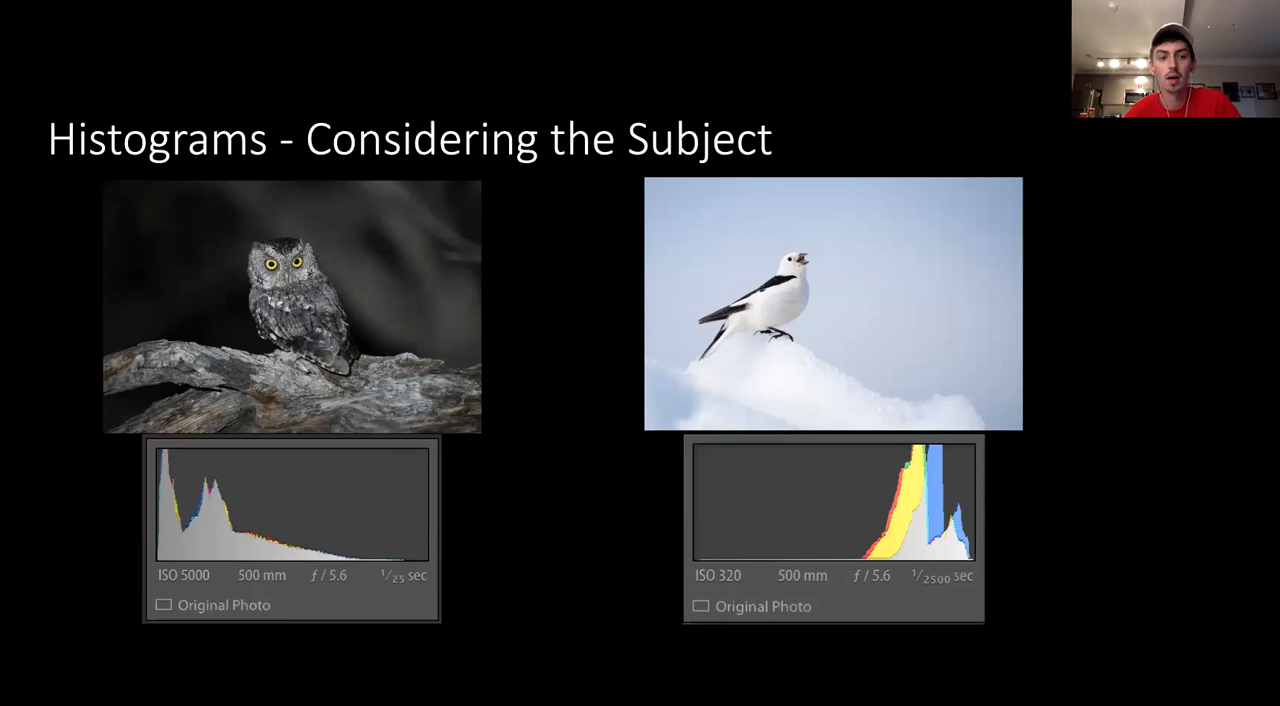 Histograms - Considering the Subject
ISO 5000 500 mm ƒ / 5.6 1/25 sec
Original Photo
ISO 320 500 mm ƒ / 5.6 1/2500 sec
Original Photo